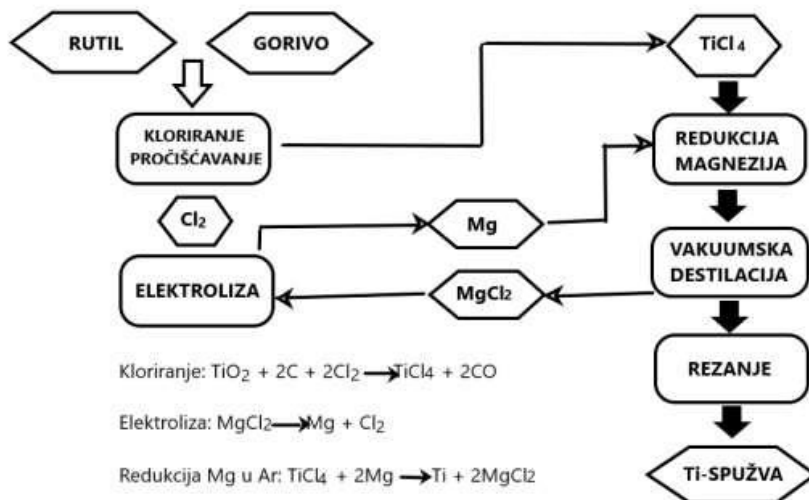 RUTIL
GORIVO
TiCl₄
KLORIRANJE
PROČIŠĆAVANJE
REDUKCIJA
MAGNEZIJA
Cl₂
Mg
ELEKTROLIZA
MgCl₂
VAKUUMSKA
DESTILACIJA
REZANJE
Kloriranje: TiO₂ + 2C + 2Cl₂ → TiCl₄ + 2CO
Elektroliza: MgCl₂ → Mg + Cl₂
Redukcija Mg u Ar: TiCl₄ + 2Mg → Ti + 2MgCl₂
Ti-SPUŽVA